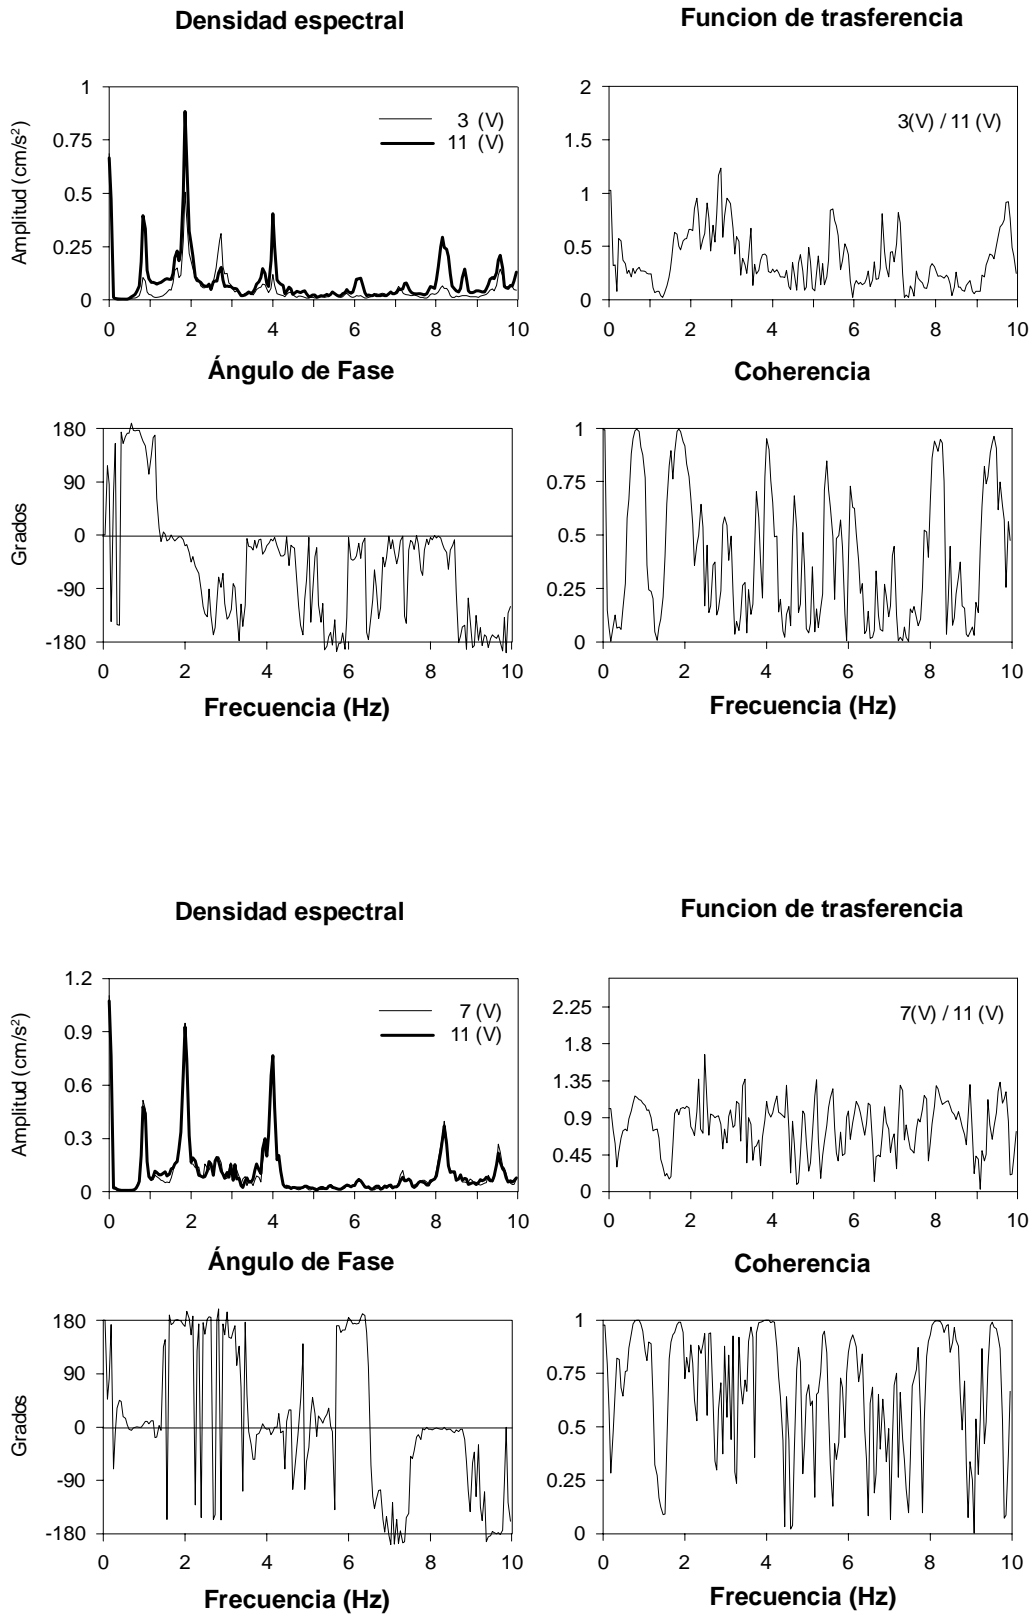 Densidad espectral
Funcion de trasferencia
Amplitud (cm/s²)
1
0.75
0.5
0.25
0
0 2 4 6 8 10
3 (V)
11 (V)
2
1.5
1
0.5
0
0 2 4 6 8 10
3(V) / 11 (V)
Ángulo de Fase
Coherencia
Grados
180
90
0
-90
-180
0 2 4 6 8 10
Frecuencia (Hz)
1
0.75
0.5
0.25
0
0 2 4 6 8 10
Frecuencia (Hz)
Densidad espectral
Funcion de trasferencia
Amplitud (cm/s²)
1.2
0.9
0.6
0.3
0
0 2 4 6 8 10
7 (V)
11 (V)
2.25
1.8
1.35
0.9
0.45
0
0 2 4 6 8 10
7(V) / 11 (V)
Ángulo de Fase
Coherencia
Grados
180
90
0
-90
-180
0 2 4 6 8 10
Frecuencia (Hz)
1
0.75
0.5
0.25
0
0 2 4 6 8 10
Frecuencia (Hz)